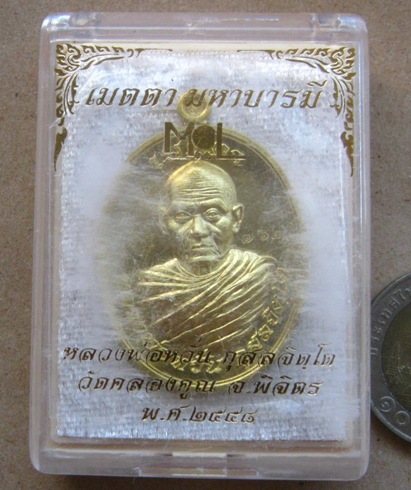 เมตตา มหาบารมี
MOL
หลวงพ่อหวั่น กุสลจิตฺโต
วัดคลองคูณ จ.พิจิตร
พ.ศ.๒๕๕๘